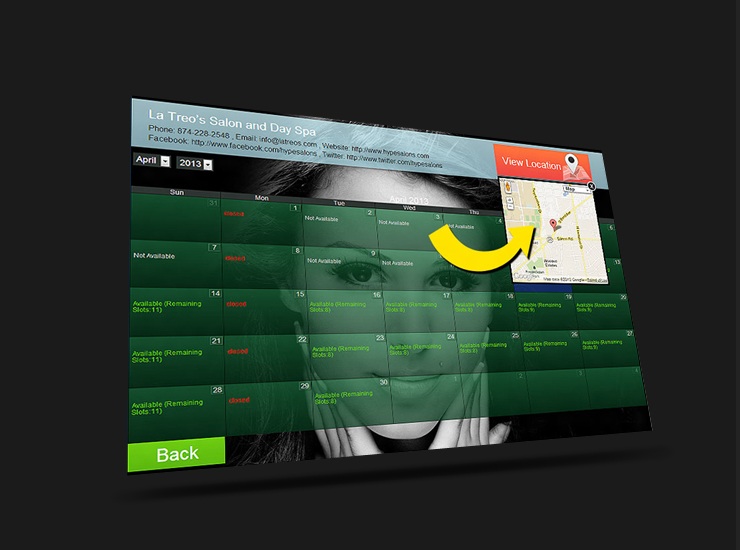 La Treo's Salon and Day Spa
Phone: 874-228-2548 , Email: info@latreos.com , Website: http://www.hypesalons.com
Facebook: http://www.facebook.com/hypesalons , Twitter: http://www.twitter.com/hypesalons
View Location
April 2013
Map
April 2013
Sun Mon Tue Wed Thu
31 1 2 3 4 6
closed Not Available Not Available Not Available
7 8 9 13
Not Available closed Not Available Not Available
14 15 16 17 18 19 20
Available (Remaining Slots:11) closed Available (Remaining Slots:8) Available (Remaining Slots:8) Available (Remaining Slots:8) Available (Remaining Slots:8) Available (Remaining Slots:8)
21 22 23 24 25 26 27
Available (Remaining Slots:11) closed Available (Remaining Slots:8) Available (Remaining Slots:8) Available (Remaining Slots:8) Available (Remaining Slots:8) Available (Remaining Slots:8)
28 29 30
Available (Remaining Slots:11) closed Available (Remaining Slots:8)
Back